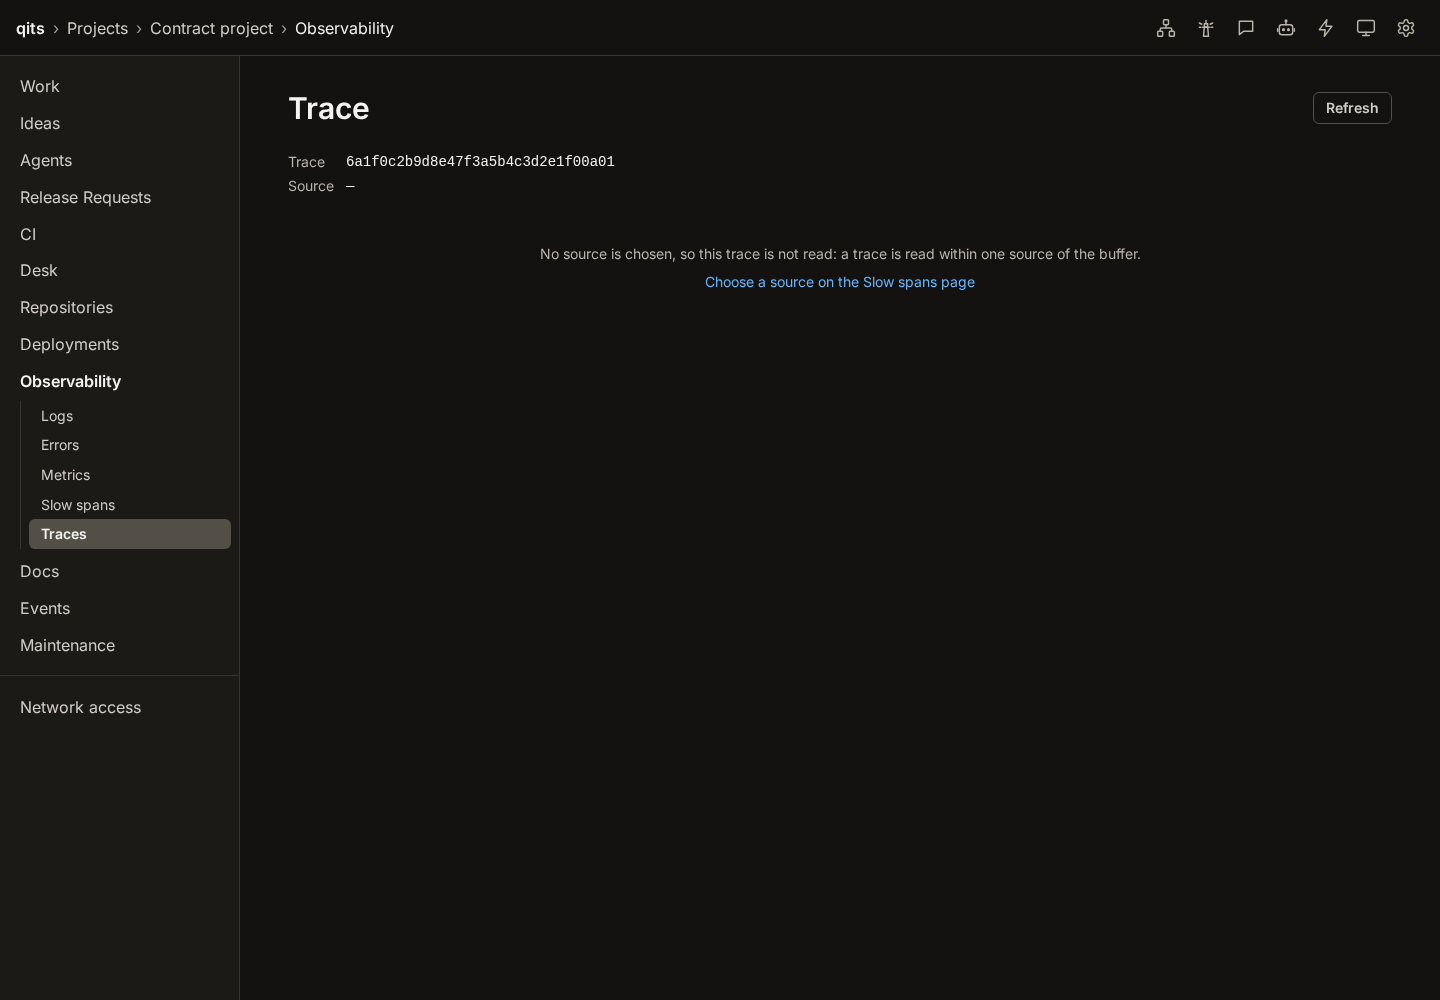 qits › Projects › Contract project › Observability
Work
Ideas
Agents
Release Requests
CI
Desk
Repositories
Deployments
Observability
Logs
Errors
Metrics
Slow spans
Traces
Docs
Events
Maintenance
Network access
Trace
Refresh
Trace 6a1f0c2b9d8e47f3a5b4c3d2e1f00a01
Source —
No source is chosen, so this trace is not read: a trace is read within one source of the buffer.
Choose a source on the Slow spans page